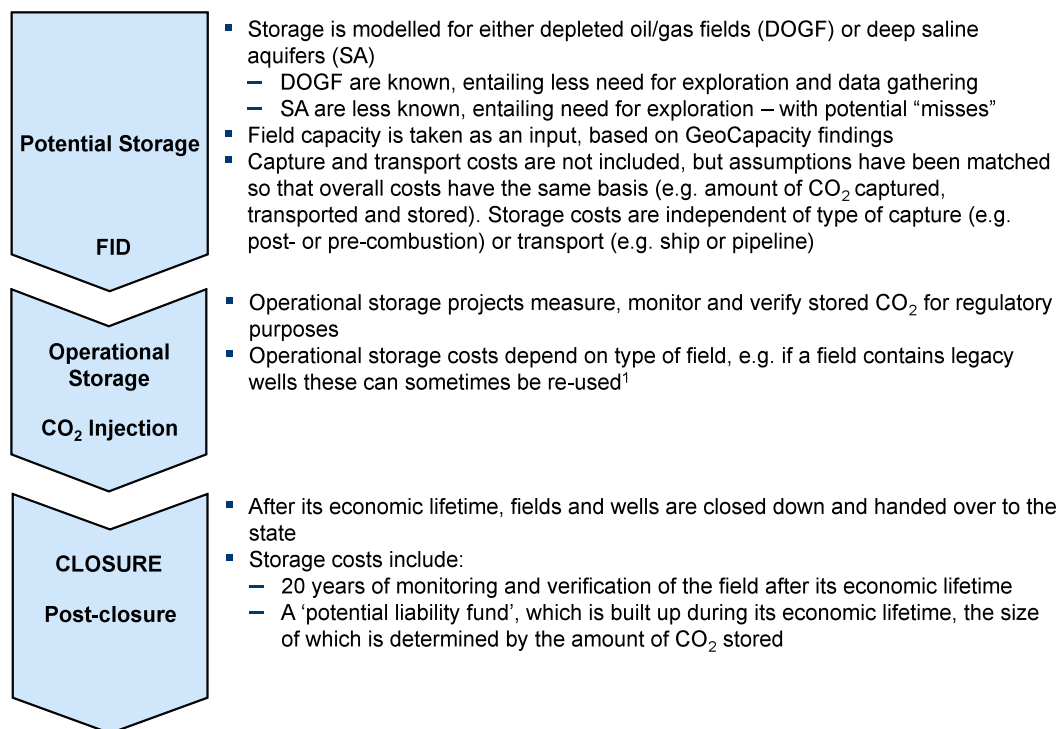 Potential Storage
FID
▪ Storage is modelled for either depleted oil/gas fields (DOGF) or deep saline
aquifers (SA)
– DOGF are known, entailing less need for exploration and data gathering
– SA are less known, entailing need for exploration – with potential “misses”
▪ Field capacity is taken as an input, based on GeoCapacity findings
▪ Capture and transport costs are not included, but assumptions have been matched
so that overall costs have the same basis (e.g. amount of CO₂ captured,
transported and stored). Storage costs are independent of type of capture (e.g.
post- or pre-combustion) or transport (e.g. ship or pipeline)
Operational
Storage
CO₂ Injection
▪ Operational storage projects measure, monitor and verify stored CO₂ for regulatory
purposes
▪ Operational storage costs depend on type of field, e.g. if a field contains legacy
wells these can sometimes be re-used¹
CLOSURE
Post-closure
▪ After its economic lifetime, fields and wells are closed down and handed over to the
state
▪ Storage costs include:
– 20 years of monitoring and verification of the field after its economic lifetime
– A ‘potential liability fund’, which is built up during its economic lifetime, the size
of which is determined by the amount of CO₂ stored